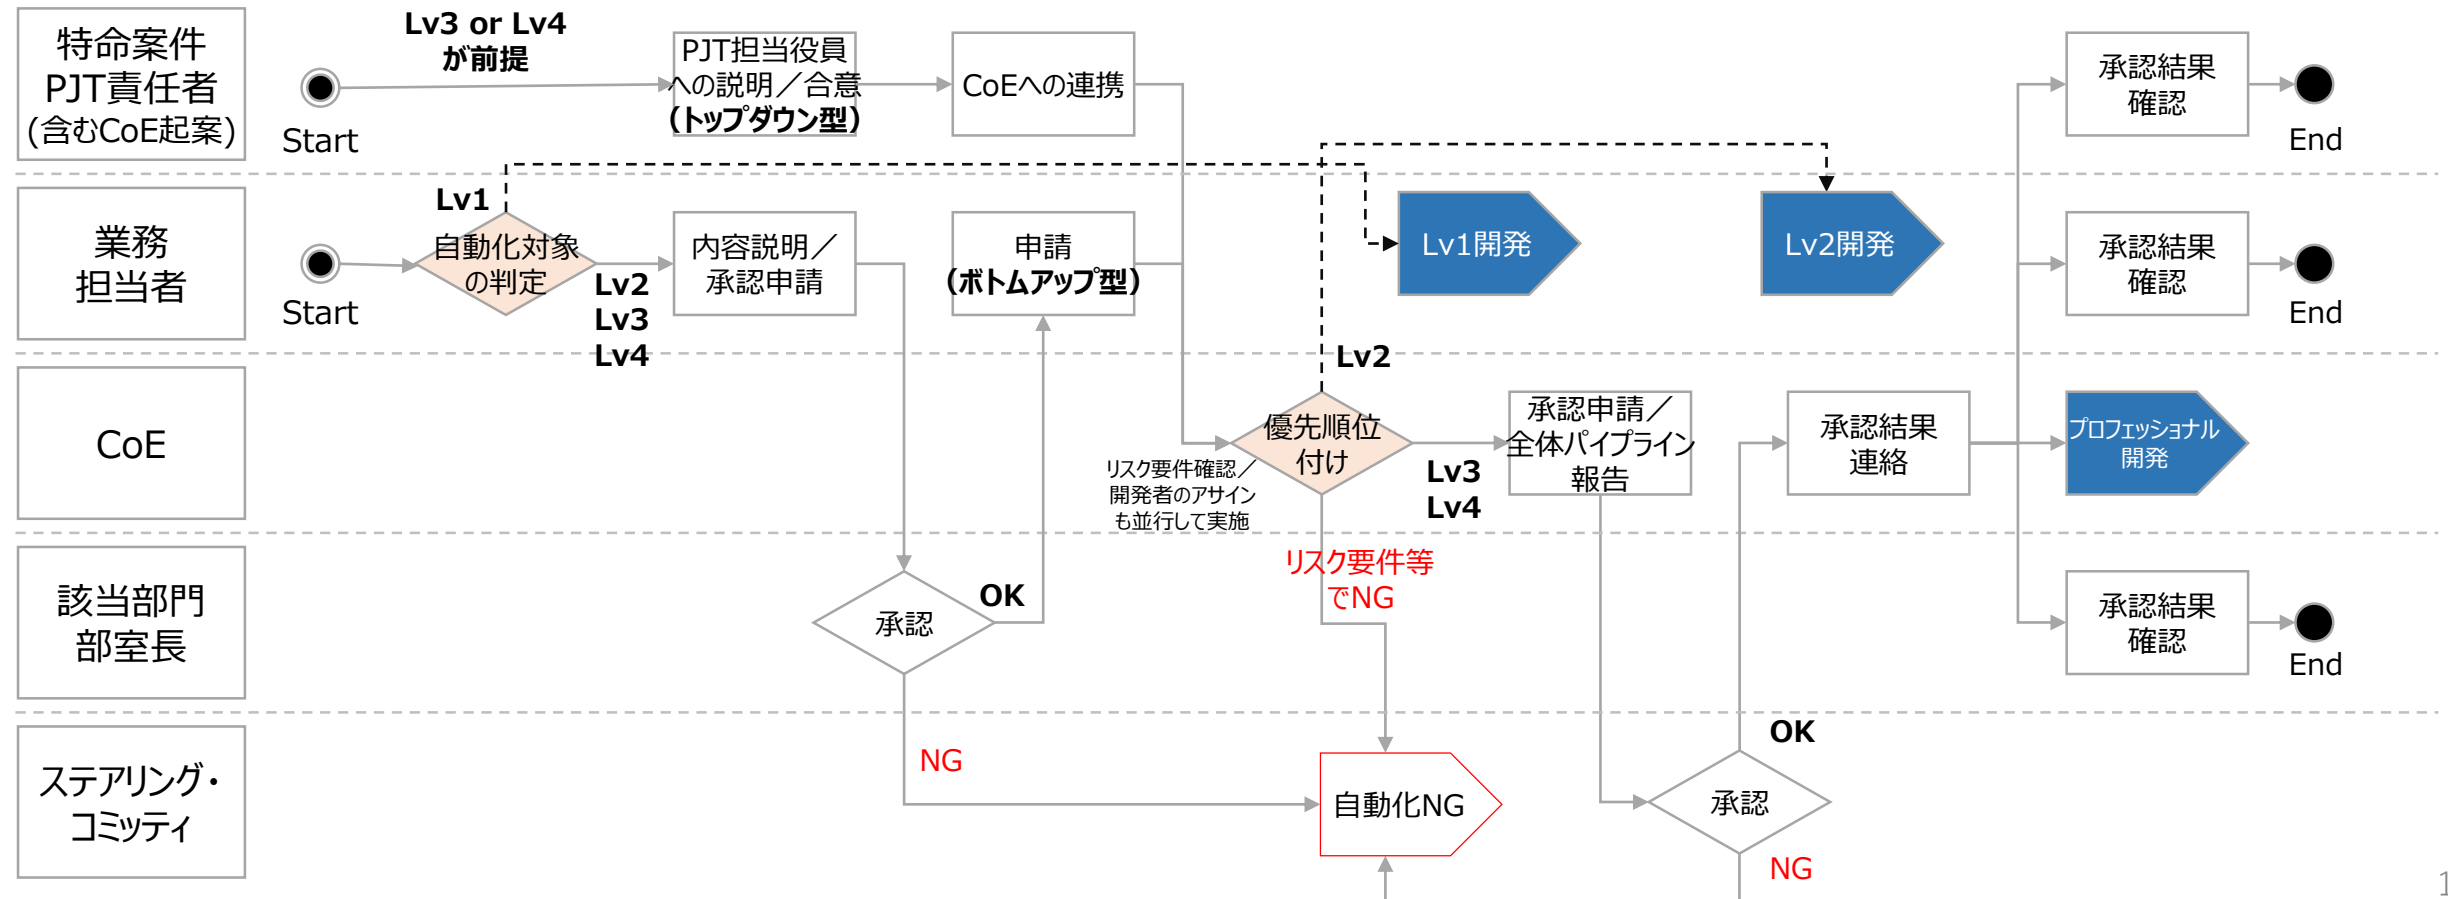 特命案件
PJT責任者
(含むCoE起案)
Start
Lv3 or Lv4
が前提
PJT担当役員
への説明／合意
（トップダウン型）
CoEへの連携
承認結果
確認
End
業務
担当者
Start
Lv1
自動化対象
の判定
Lv2
Lv3
Lv4
内容説明／
承認申請
申請
（ボトムアップ型）
Lv1開発
Lv2開発
承認結果
確認
End
CoE
リスク要件確認／
開発者のアサイン
も並行して実施
Lv2
優先順位
付け
Lv3
Lv4
承認申請／
全体パイプライン
報告
承認結果
連絡
プロフェッショナル
開発
該当部門
部室長
承認
OK
リスク要件等
でNG
承認結果
確認
End
ステアリング・
コミッティ
NG
自動化NG
承認
OK
NG
1